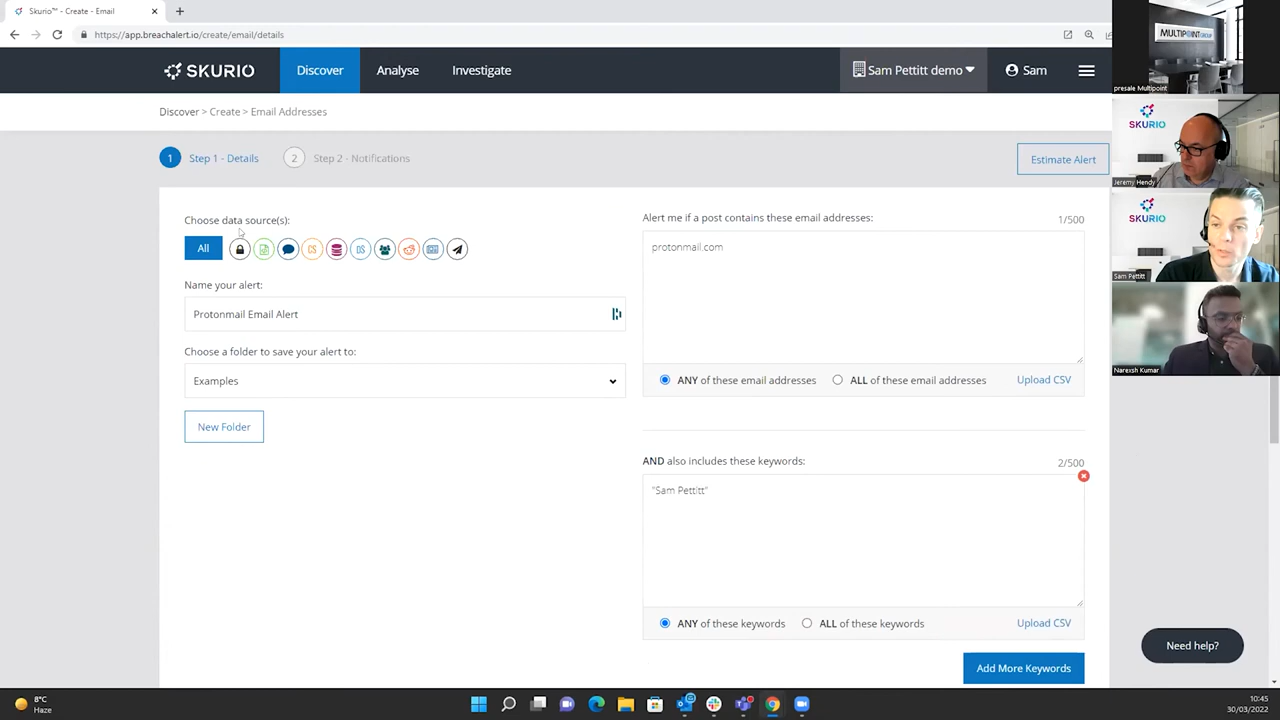 Skurio™ - Create - Email
https://app.breachalert.io/create/email/details
SKURIO
Discover
Analyse
Investigate
Sam Pettitt demo
Sam
Discover > Create > Email Addresses
1
Step 1 - Details
2
Step 2 - Notifications
Estimate Alert
Choose data source(s):
All
DS
DS
Name your alert:
Protonmail Email Alert
Choose a folder to save your alert to:
Examples
New Folder
Alert me if a post contains these email addresses:
1/500
protonmail.com
ANY of these email addresses
ALL of these email addresses
Upload CSV
AND also includes these keywords:
2/500
"Sam Pettitt"
ANY of these keywords
ALL of these keywords
Upload CSV
Add More Keywords
Need help?
MULTIPOINTGROUP
presale Multipoint
SKURIO
Jeremy Hendy
SKURIO
Sam Pettitt
Narexsh Kumar
8°C
Haze
10:45
30/03/2022